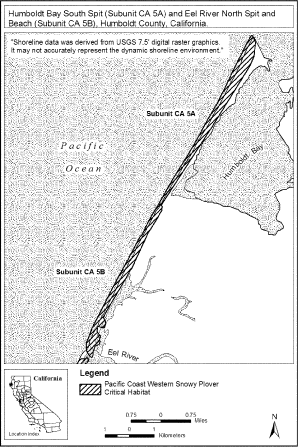 Humboldt Bay South Spit (Subunit CA 5A) and Eel River North Spit and
Beach (Subunit CA 5B), Humboldt County, California.
"Shoreline data was derived from USGS 7.5' digital raster graphics.
It may not accurately represent the dynamic shoreline environment."
Subunit CA 5A
Pacific
Ocean
Humboldt Bay
Subunit CA 5B
Eel River
California
Location Index
Legend
Pacific Coast Western Snowy Plover
Critical Habitat
0.75 0 0.75
Miles
1 0 1
Kilometers
N